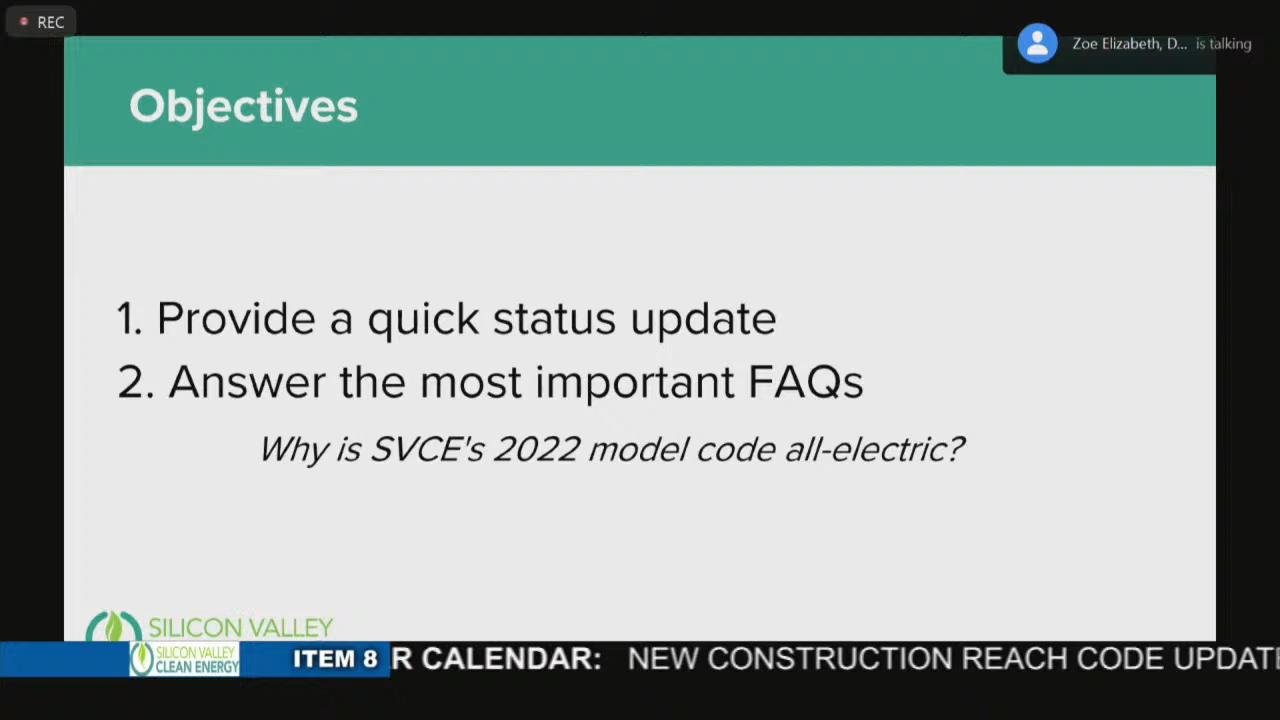 REC
Zoe Elizabeth, D... is talking
Objectives
1. Provide a quick status update
2. Answer the most important FAQs
Why is SVCE's 2022 model code all-electric?
SILICON VALLEY
SILICON VALLEY
CLEAN ENERGY
ITEM 8
R CALENDAR: NEW CONSTRUCTION REACH CODE UPDATE